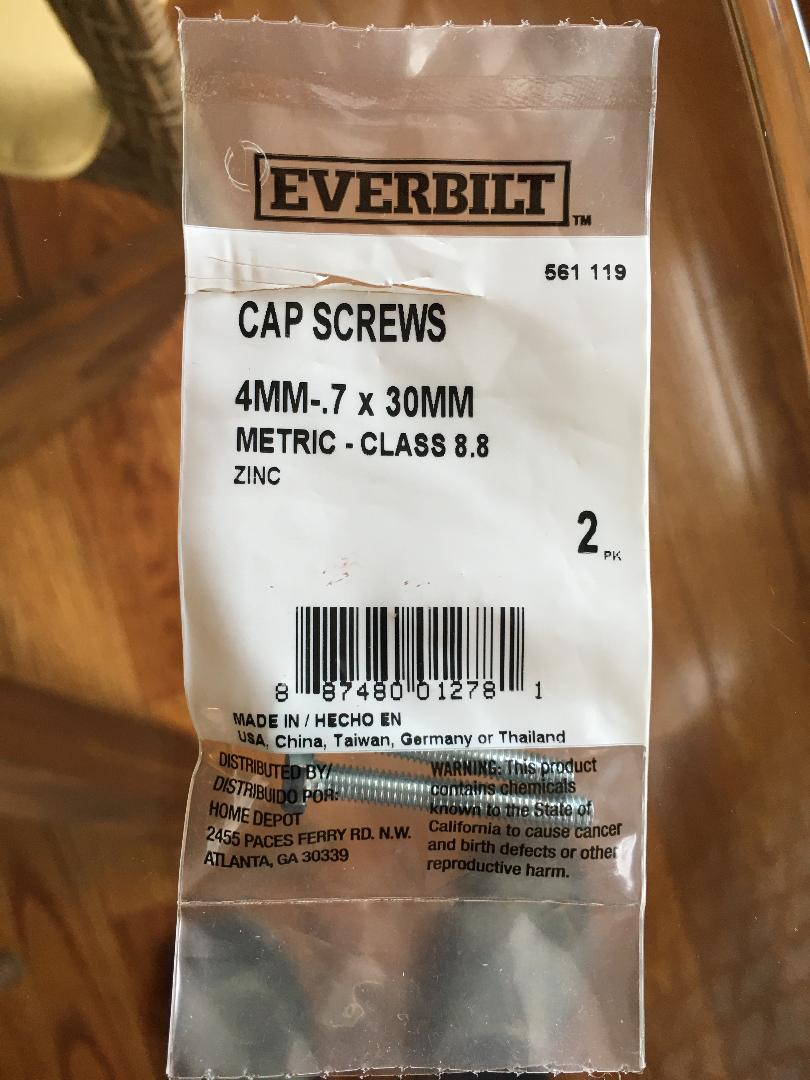 EVERBILT™
561 119
CAP SCREWS
4MM-.7 x 30MM
METRIC - CLASS 8.8
ZINC
2 PK
8 87480 01278 1
MADE IN / HECHO EN
USA, China, Taiwan, Germany or Thailand
DISTRIBUTED BY/
DISTRIBUIDO POR:
HOME DEPOT
2455 PACES FERRY RD. N.W.
ATLANTA, GA 30339
WARNING: This product
contains chemicals
known to the State of
California to cause cancer
and birth defects or other
reproductive harm.